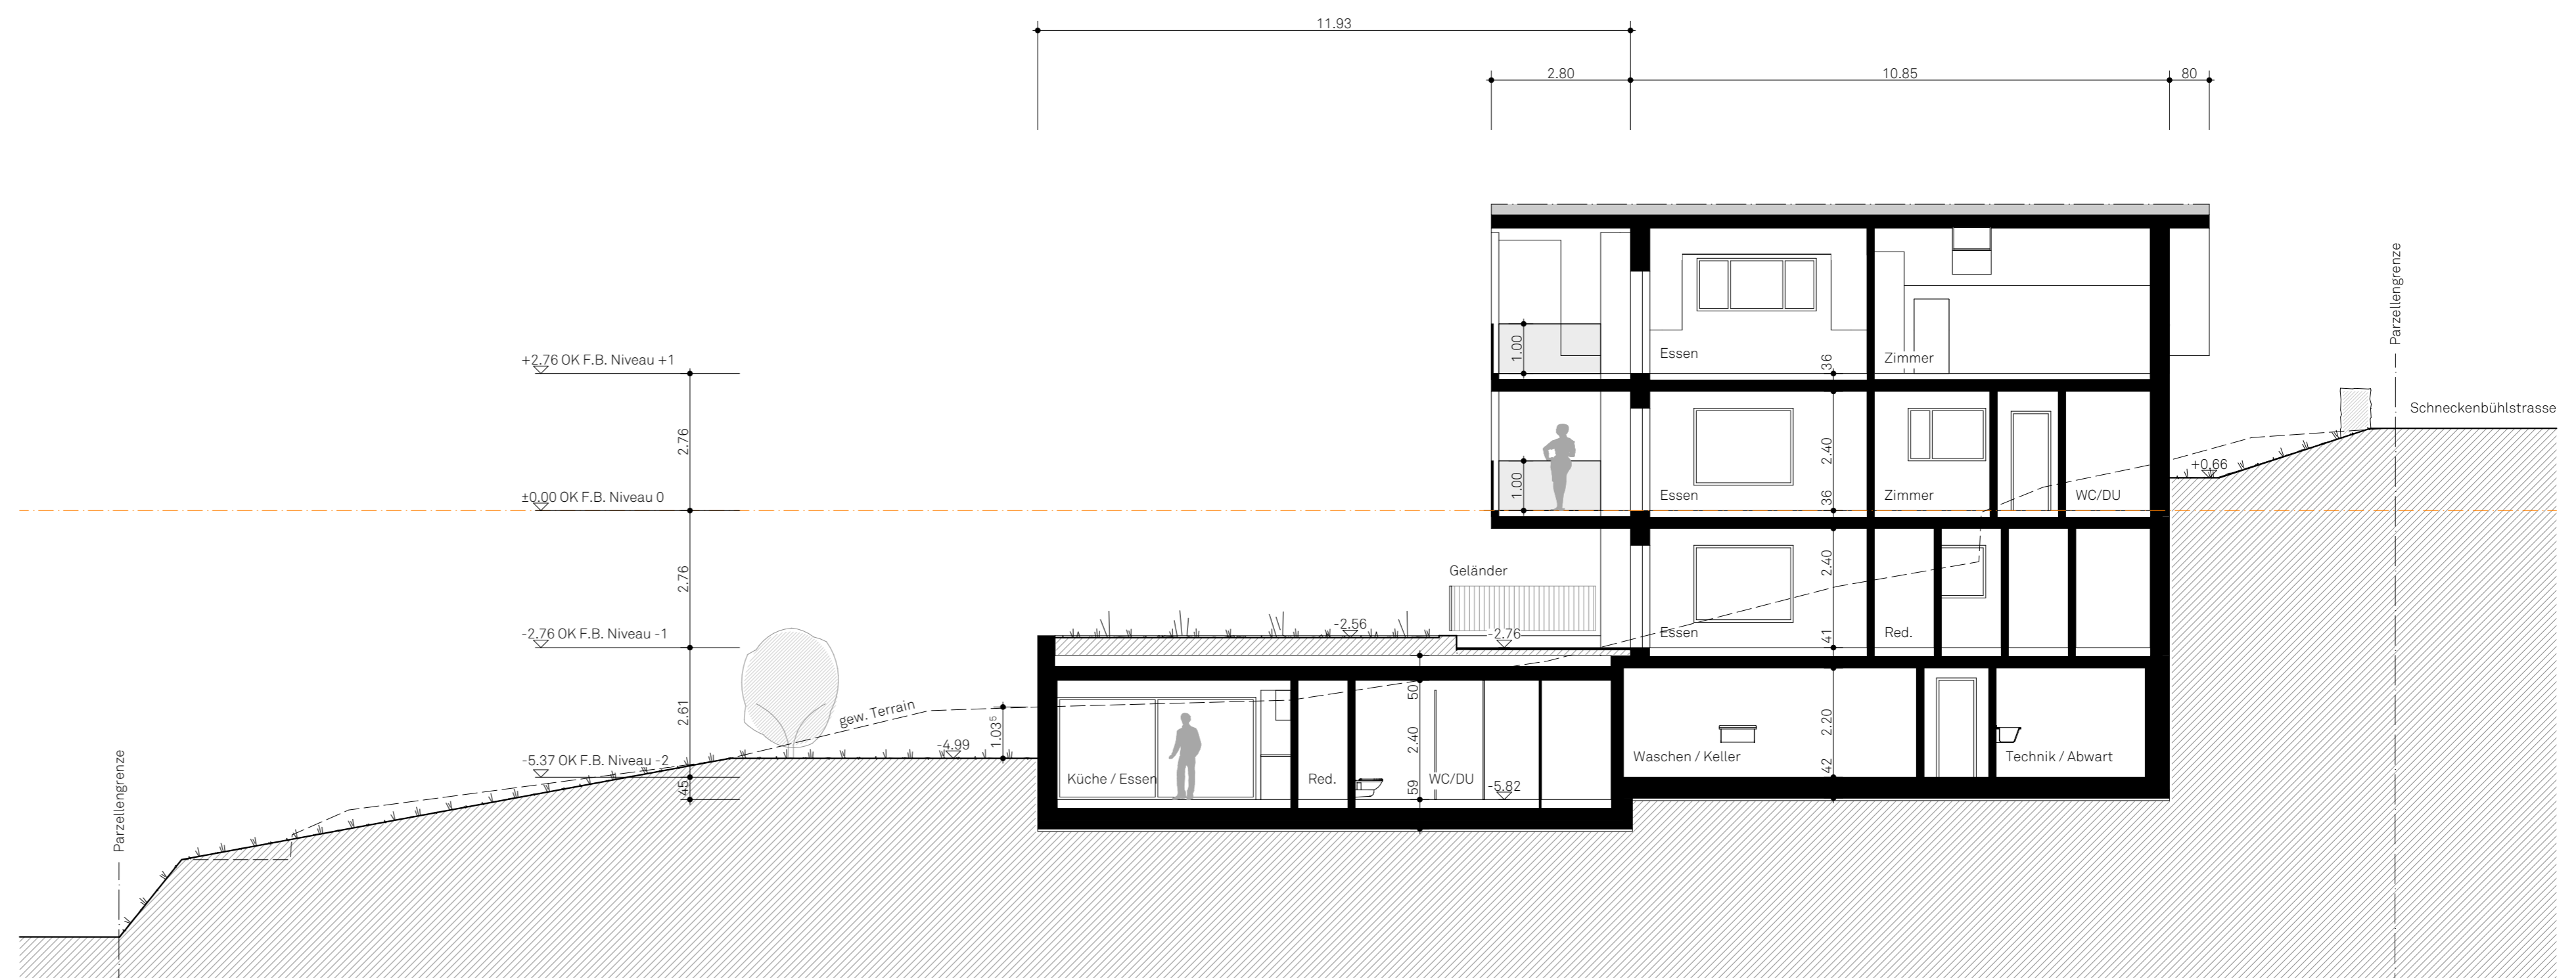 11.93
2.80
10.85
80
Parzellengrenze
+2.76 OK F.B. Niveau +1
1.00
Essen
36
Zimmer
Schneckenbühlstrasse
2.76
2.40
+0.66
±0.00 OK F.B. Niveau 0
1.00
Essen
36
Zimmer
WC/DU
2.76
Geländer
2.40
-2.76 OK F.B. Niveau -1
-2.56
-2.76
Essen
41
Red.
2.61
gew. Terrain
1.03⁵
50
2.20
-4.99
2.40
Waschen / Keller
42
Technik / Abwart
-5.37 OK F.B. Niveau -2
45
Küche / Essen
Red.
59
WC/DU
-5.82
Parzellengrenze